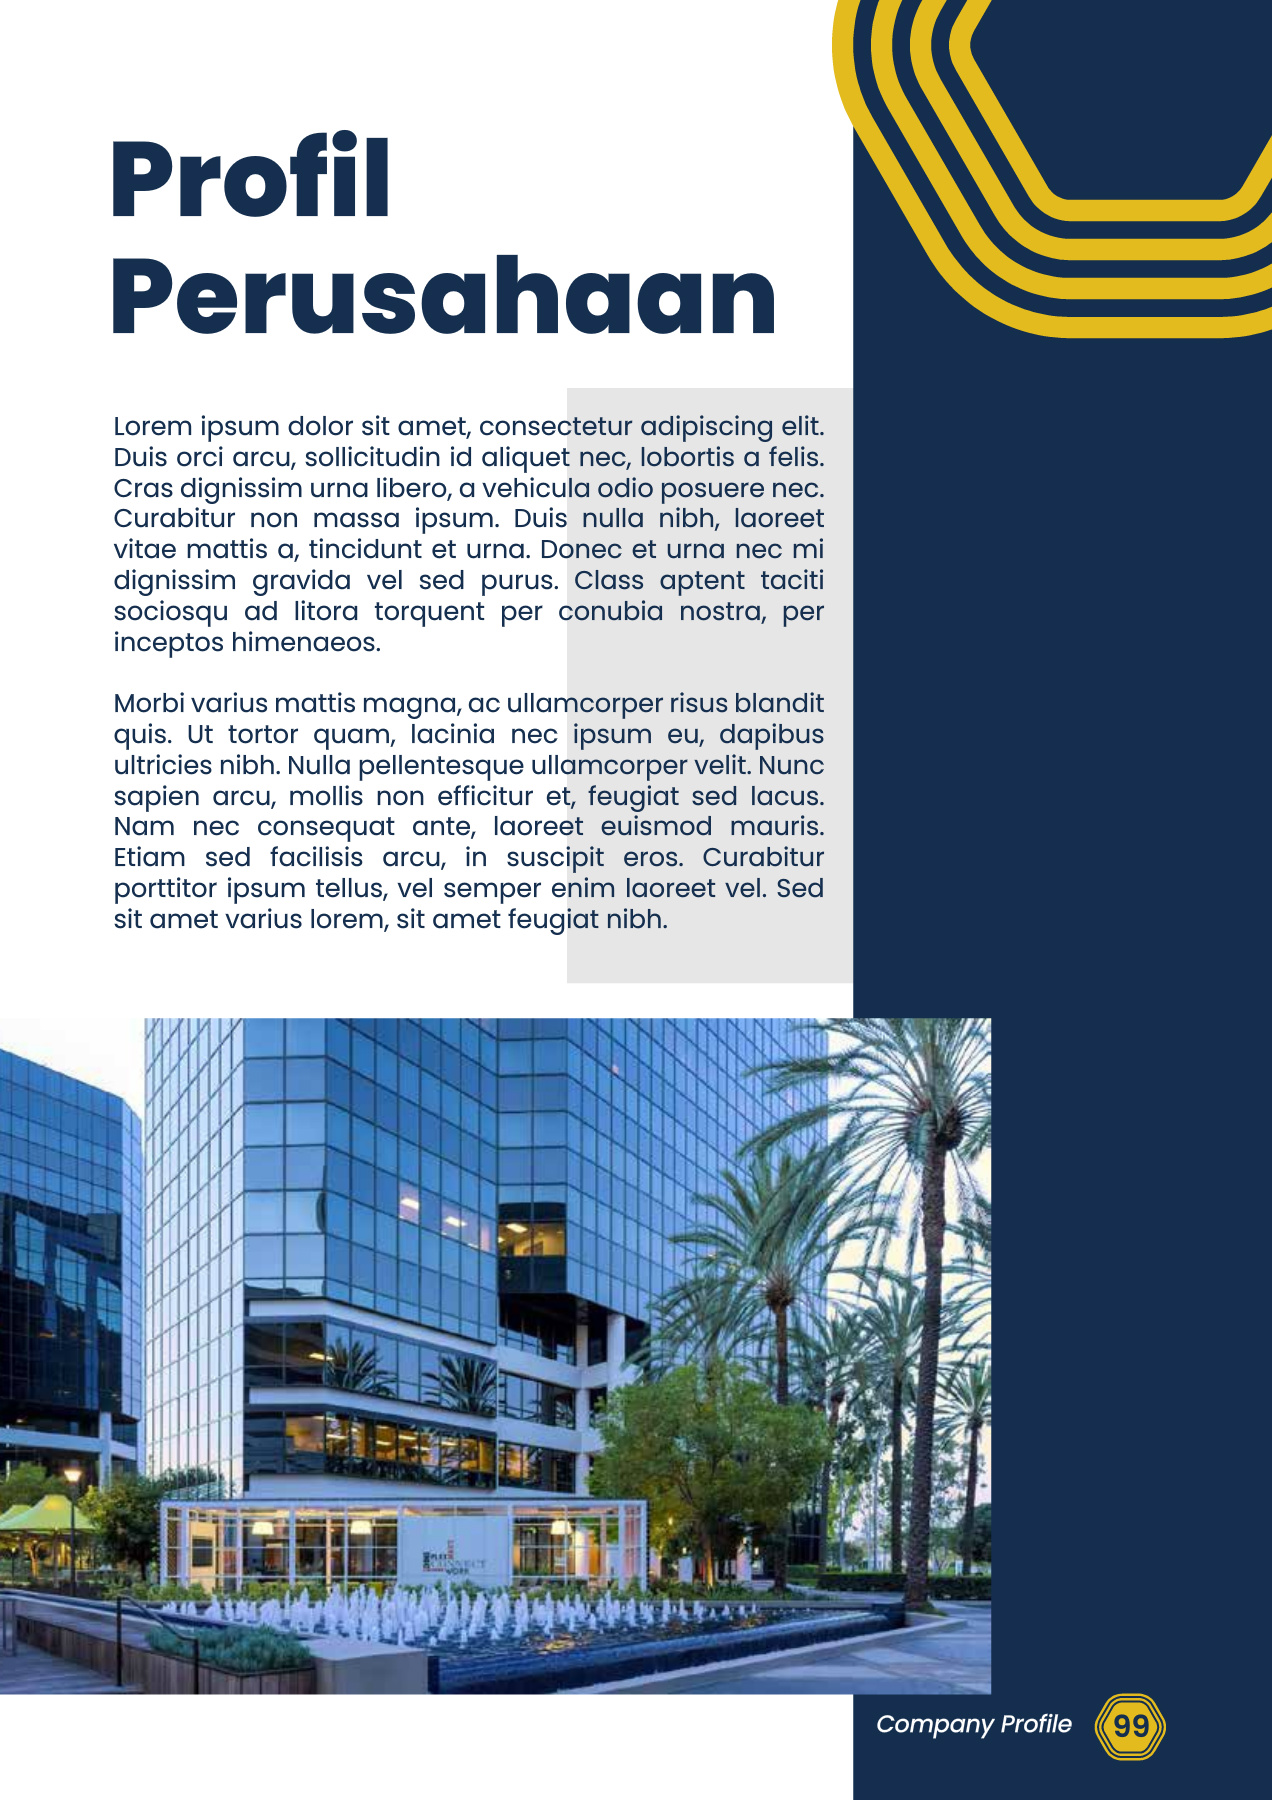 Profil
Perusahaan
Lorem ipsum dolor sit amet, consectetur adipiscing elit.
Duis orci arcu, sollicitudin id aliquet nec, lobortis a felis.
Cras dignissim urna libero, a vehicula odio posuere nec.
Curabitur non massa ipsum. Duis nulla nibh, laoreet
vitae mattis a, tincidunt et urna. Donec et urna nec mi
dignissim gravida vel sed purus. Class aptent taciti
sociosqu ad litora torquent per conubia nostra, per
inceptos himenaeos.
Morbi varius mattis magna, ac ullamcorper risus blandit
quis. Ut tortor quam, lacinia nec ipsum eu, dapibus
ultricies nibh. Nulla pellentesque ullamcorper velit. Nunc
sapien arcu, mollis non efficitur et, feugiat sed lacus.
Nam nec consequat ante, laoreet euismod mauris.
Etiam sed facilisis arcu, in suscipit eros. Curabitur
porttitor ipsum tellus, vel semper enim laoreet vel. Sed
sit amet varius lorem, sit amet feugiat nibh.
CONNECT
WORK
Company Profile
99